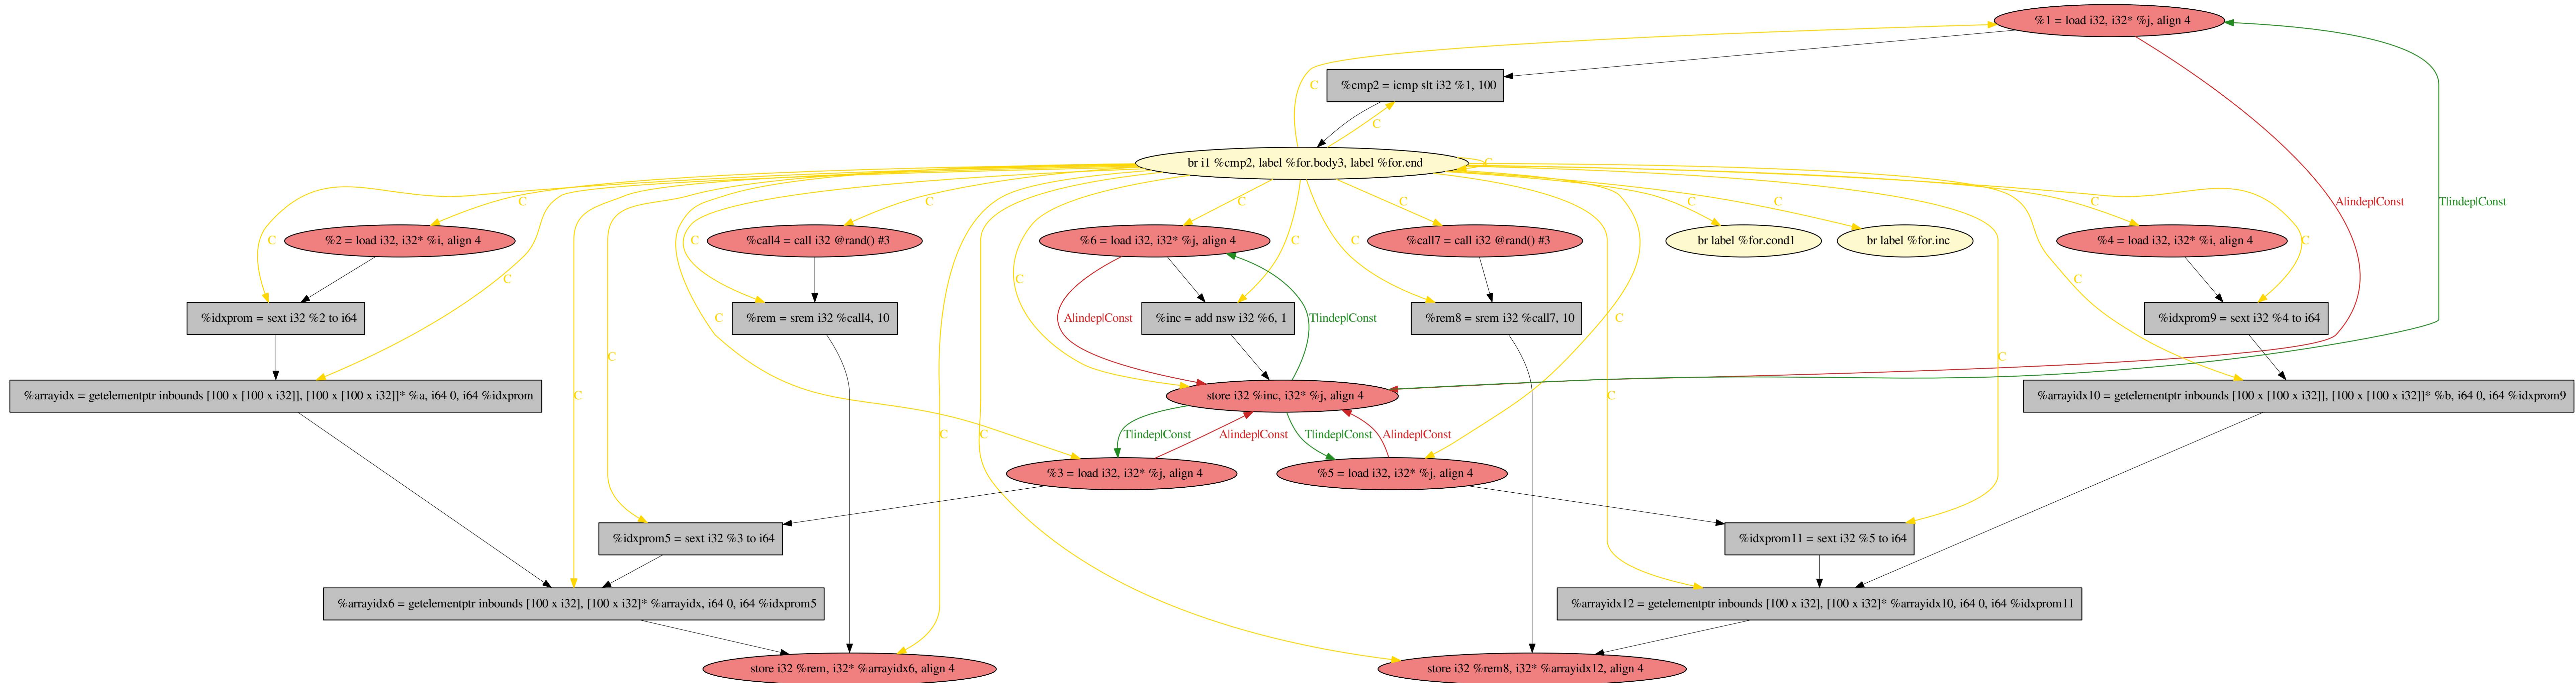 %1 = load i32, i32* %j, align 4
C
%cmp2 = icmp slt i32 %1, 100
C
br i1 %cmp2, label %for.body3, label %for.end
C
C
C
C
C
C
C
C
A|indep|Const
T|indep|Const
C
%2 = load i32, i32* %i, align 4
C
%call4 = call i32 @rand() #3
%6 = load i32, i32* %j, align 4
C
C
%call7 = call i32 @rand() #3
br label %for.cond1
br label %for.inc
%4 = load i32, i32* %i, align 4
C
C
C
C
%idxprom = sext i32 %2 to i64
C
%rem = srem i32 %call4, 10
A|indep|Const
%inc = add nsw i32 %6, 1
T|indep|Const
%rem8 = srem i32 %call7, 10
C
%idxprom9 = sext i32 %4 to i64
C
C
%arrayidx = getelementptr inbounds [100 x [100 x i32]], [100 x [100 x i32]]* %a, i64 0, i64 %idxprom
C
C
store i32 %inc, i32* %j, align 4
C
%arrayidx10 = getelementptr inbounds [100 x [100 x i32]], [100 x [100 x i32]]* %b, i64 0, i64 %idxprom9
C
C
T|indep|Const
A|indep|Const
T|indep|Const
A|indep|Const
%3 = load i32, i32* %j, align 4
%5 = load i32, i32* %j, align 4
%idxprom5 = sext i32 %3 to i64
%idxprom11 = sext i32 %5 to i64
%arrayidx6 = getelementptr inbounds [100 x i32], [100 x i32]* %arrayidx, i64 0, i64 %idxprom5
%arrayidx12 = getelementptr inbounds [100 x i32], [100 x i32]* %arrayidx10, i64 0, i64 %idxprom11
store i32 %rem, i32* %arrayidx6, align 4
store i32 %rem8, i32* %arrayidx12, align 4